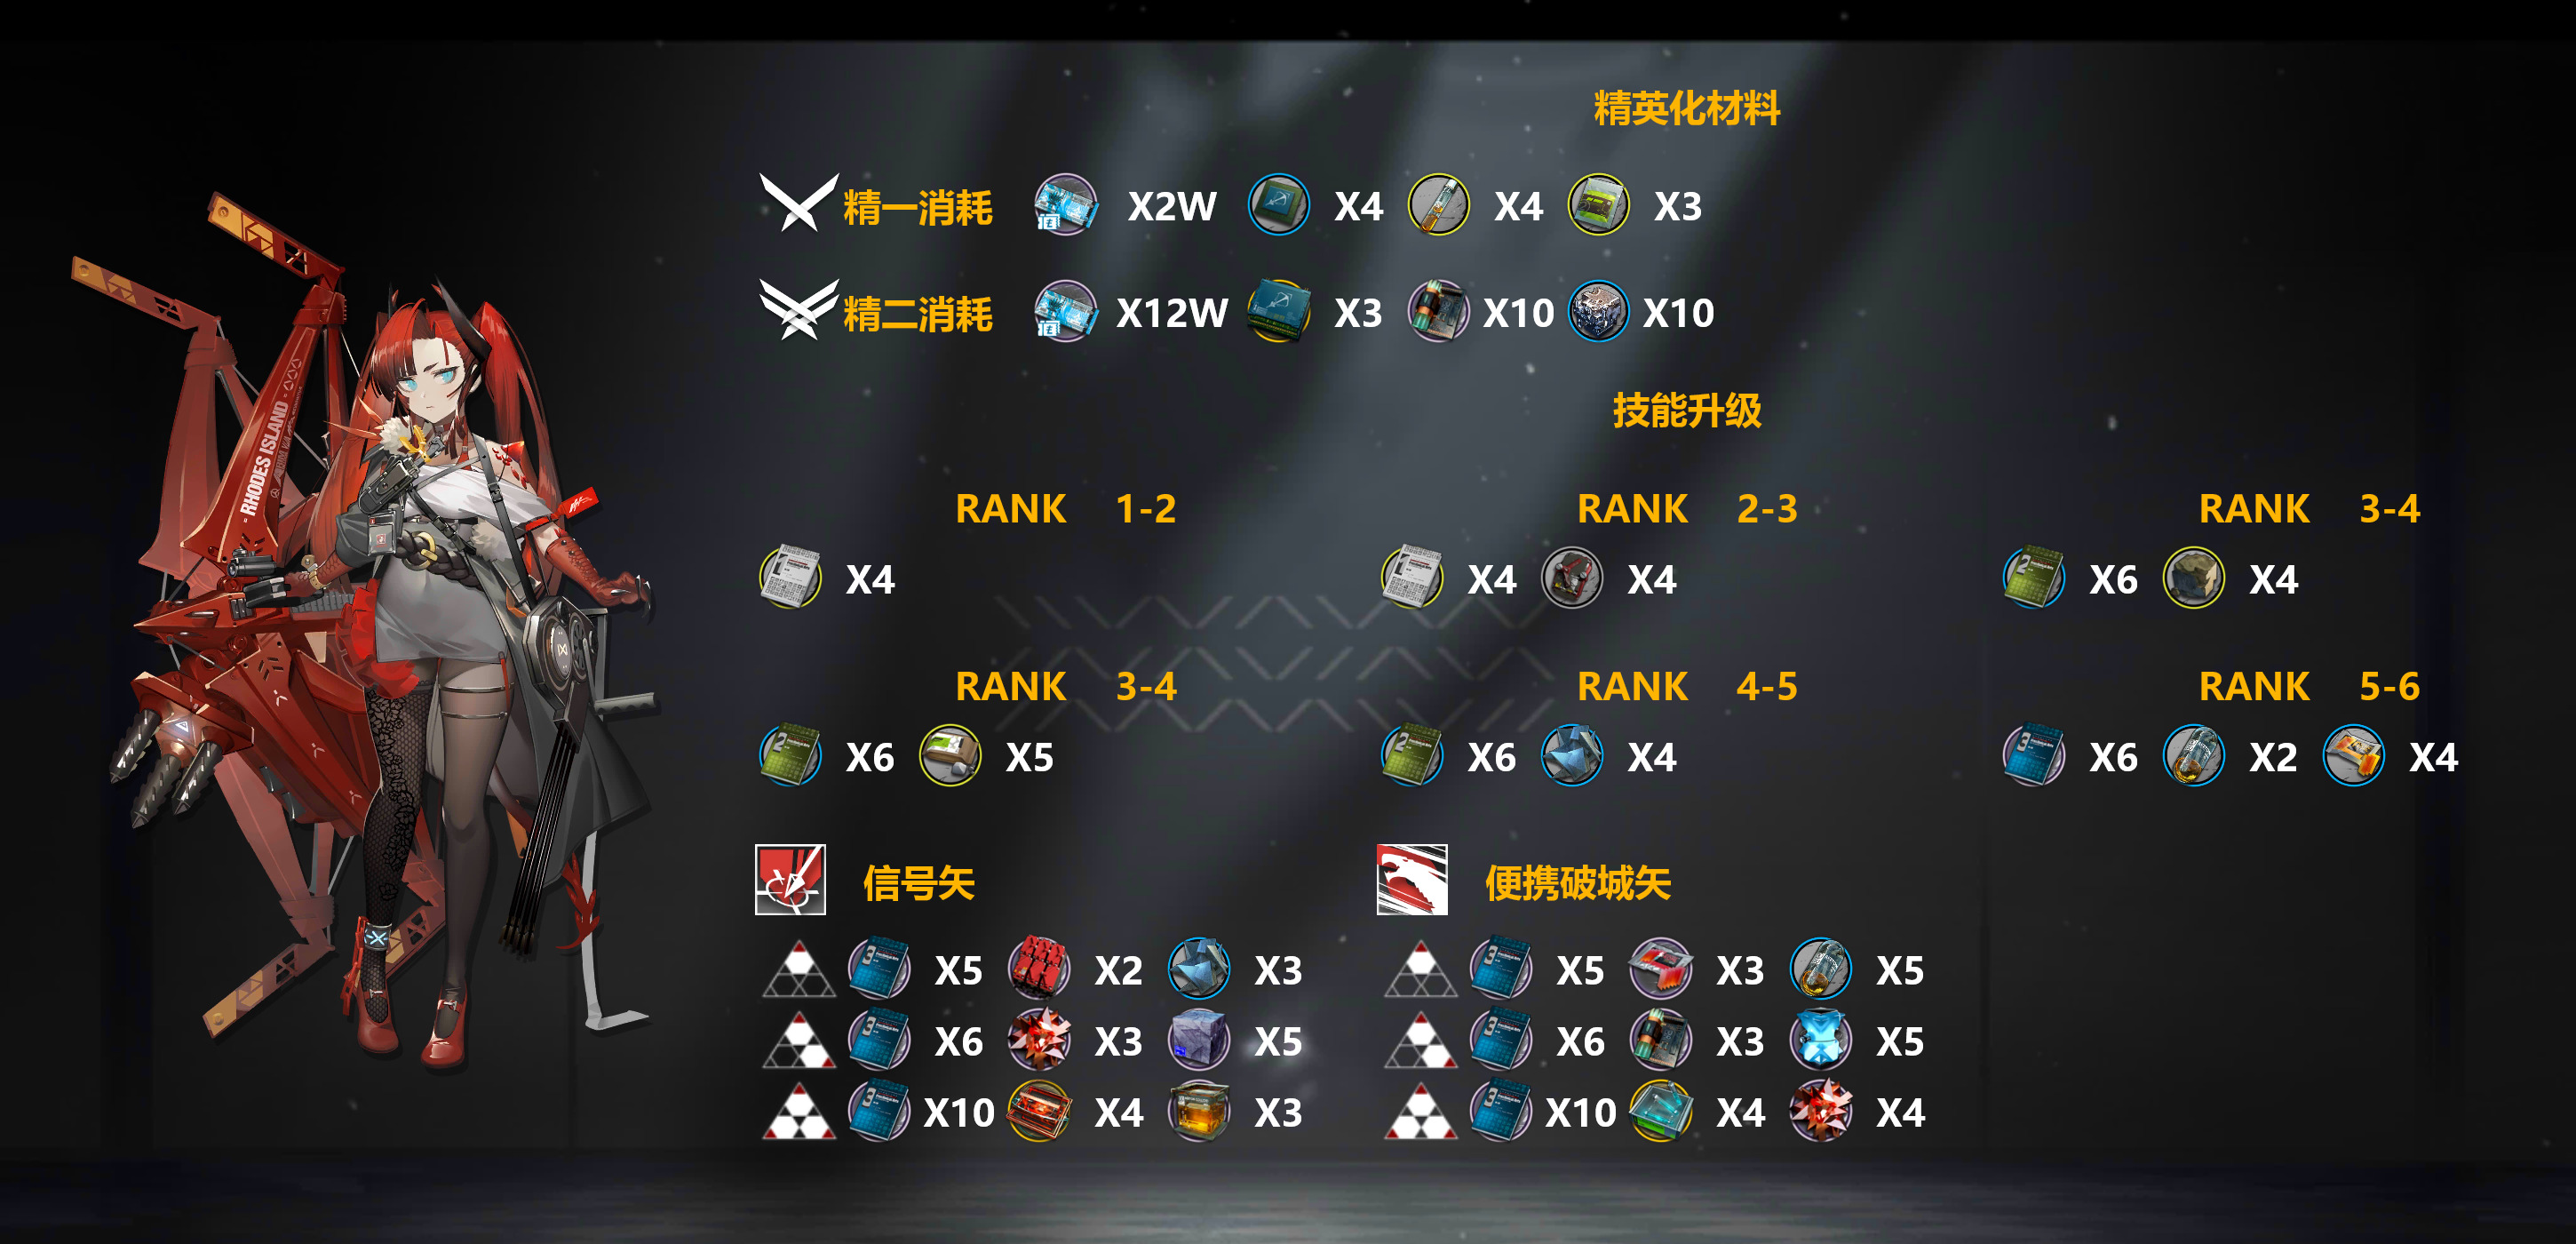 精英化材料
精一消耗 X2W X4 X4 X3
精二消耗 X12W X3 X10 X10
RHODES ISLAND
技能升级
RANK 1-2 RANK 2-3 RANK 3-4
X4 X4 X4 X6 X4
RANK 3-4 RANK 4-5 RANK 5-6
X6 X5 X6 X4 X6 X2 X4
信号矢 便携破城矢
X5 X2 X3 X5 X3 X5
X6 X3 X5 X6 X3 X5
X10 X4 X3 X10 X4 X4